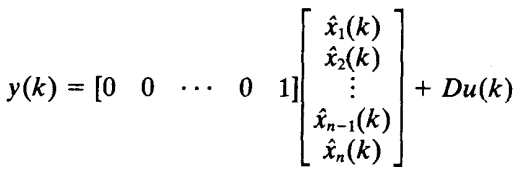 y(k) = [0 0 ⋯ 0 1] [x̂₁(k) x̂₂(k) ⋮ x̂ₙ₋₁(k) x̂ₙ(k)] + Du(k)